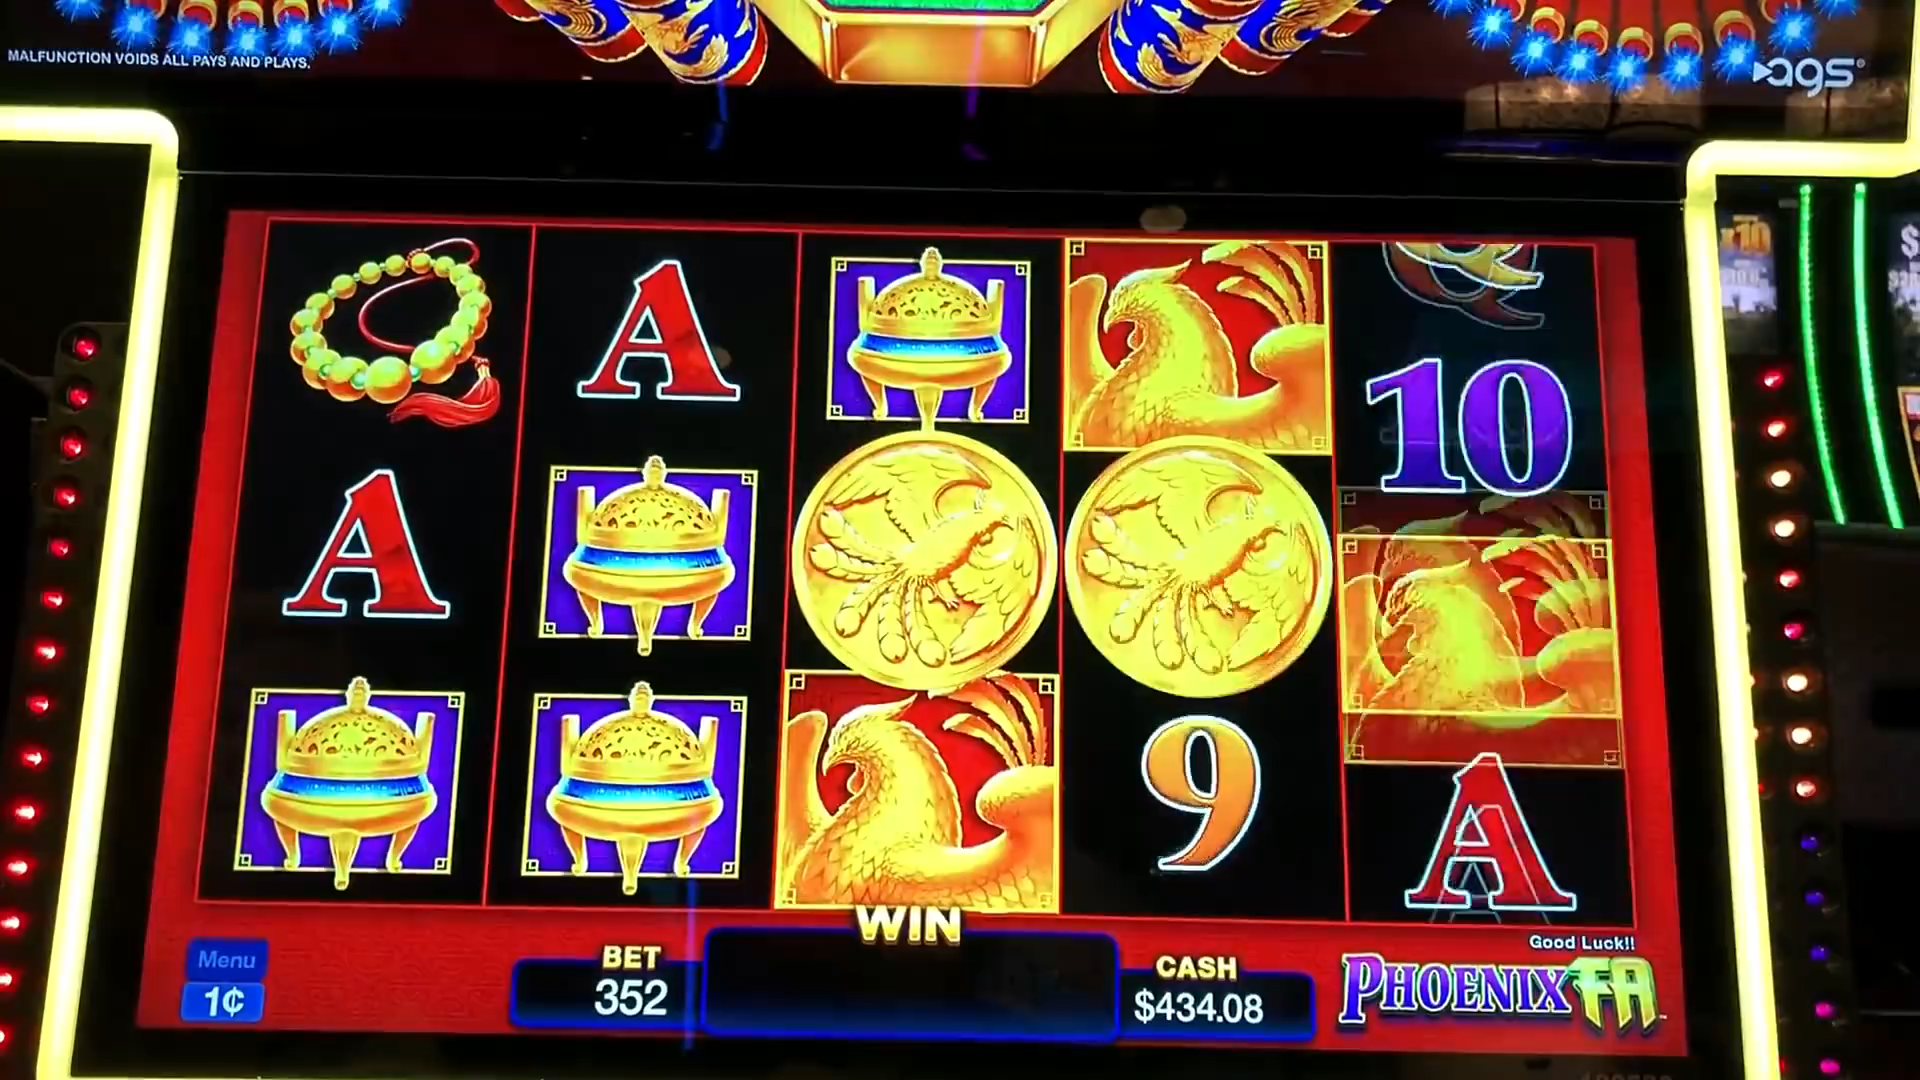 MALFUNCTION VOIDS ALL PAYS AND PLAYS.
ags
x10
A
Q
10
A
9
A
WIN
Good Luck!!
Menu
1¢
BET
352
CASH
$434.08
PHOENIX FA